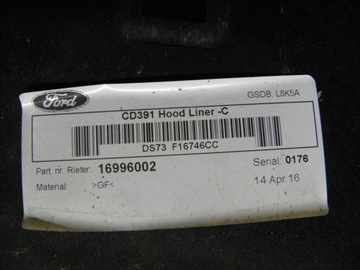 Ford
GSDB: L8K5A
CD391 Hood Liner -C
DS73 F16746CC
Part nr. Rieter: 16996002
Serial: 0176
Material: >GF<
14 Apr 16